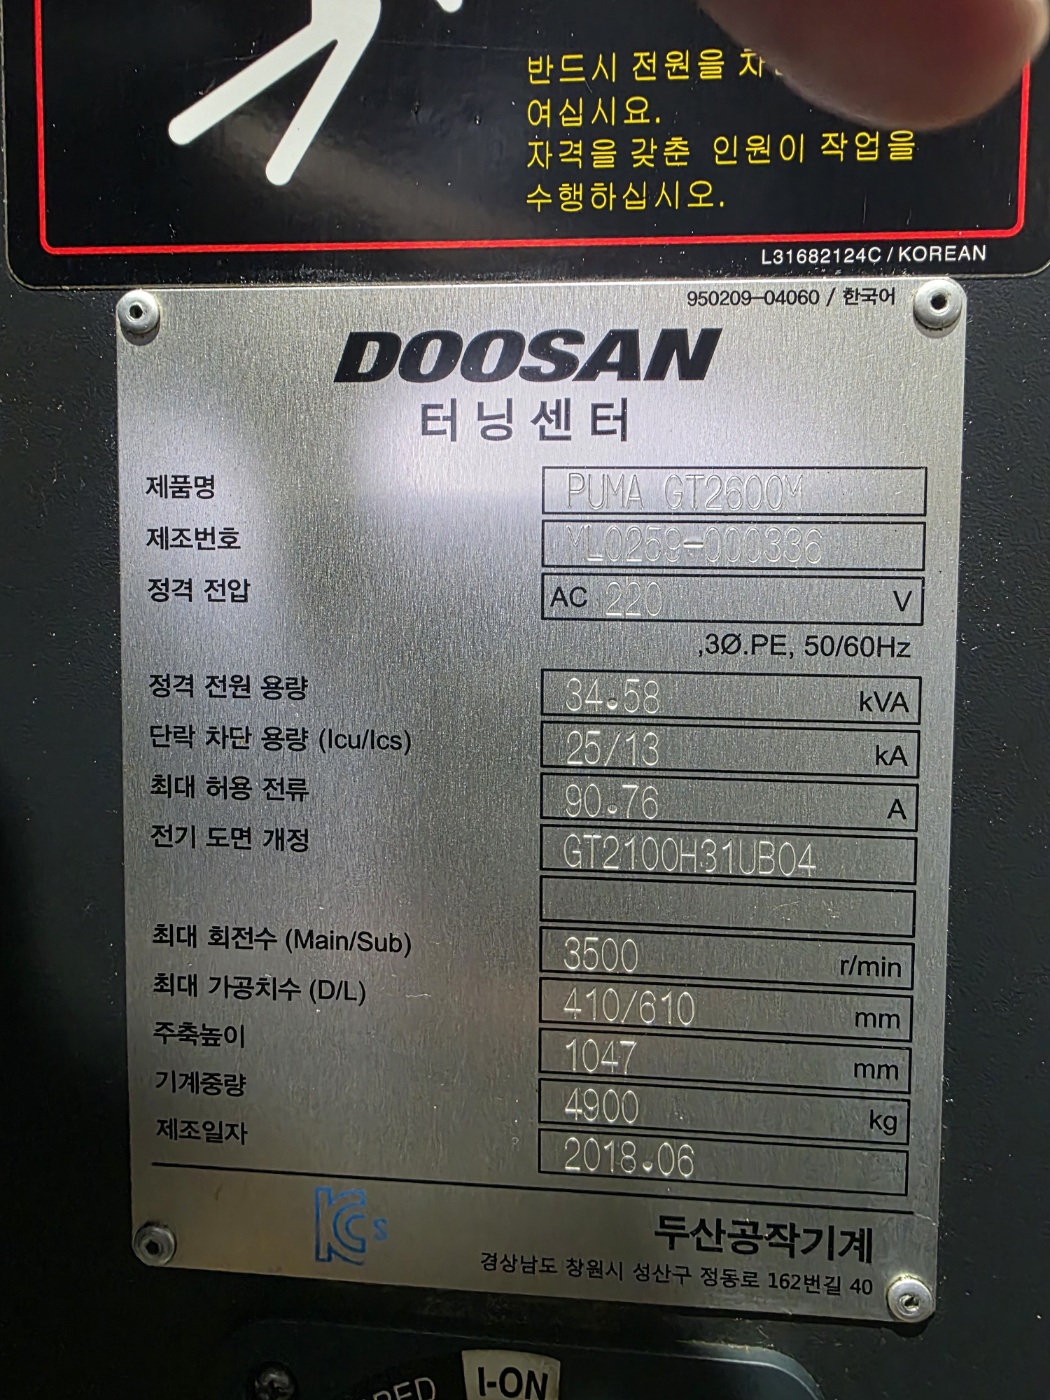 반드시 전원을 차
여십시요.
자격을 갖춘 인원이 작업을
수행하십시오.
L31682124C / KOREAN
950209-04060 / 한국어
DOOSAN
터닝센터
제품명 PUMA GT2600M
제조번호 ML0259-000336
정격 전압 AC 220 V
,3Ø.PE, 50/60Hz
정격 전원 용량 34.58 kVA
단락 차단 용량 (Icu/Ics) 25/13 kA
최대 허용 전류 90.76 A
전기 도면 개정 GT2100H31UB04
최대 회전수 (Main/Sub) 3500 r/min
최대 가공치수 (D/L) 410/610 mm
주축높이 1047 mm
기계중량 4900 kg
제조일자 2018.06
KCs
두산공작기계
경상남도 창원시 성산구 정동로 162번길 40
I-ON